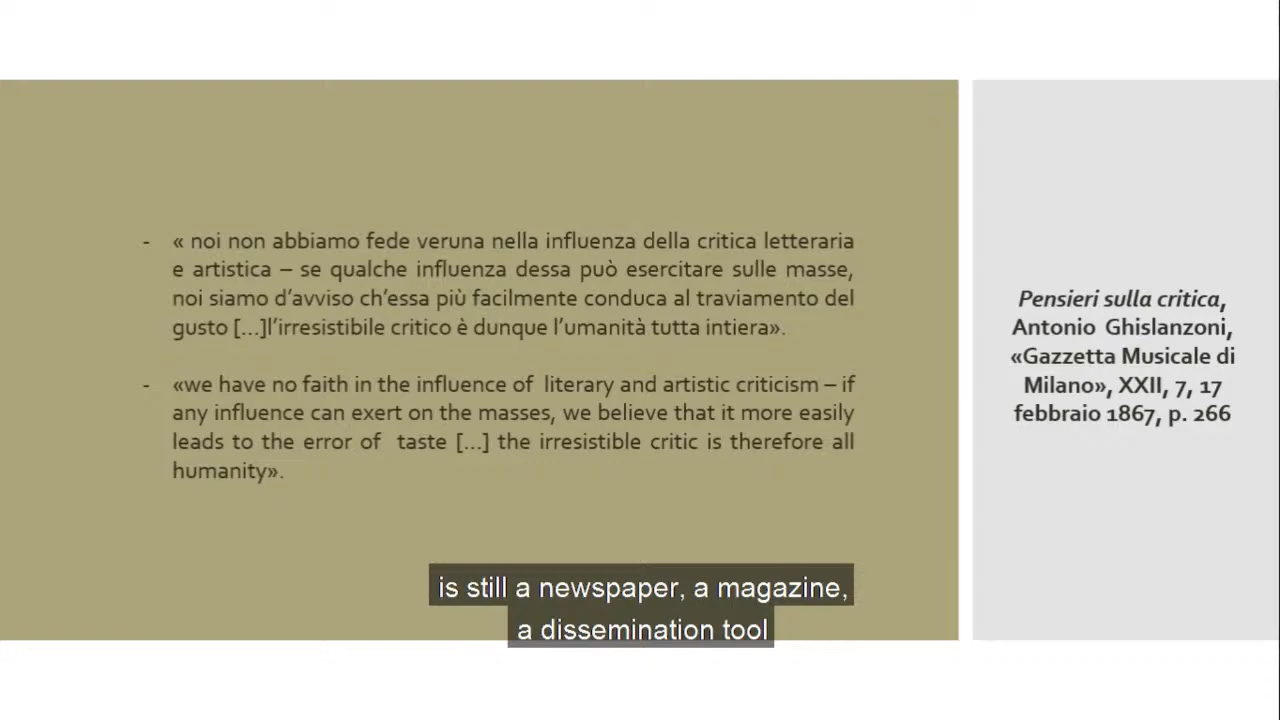 - « noi non abbiamo fede veruna nella influenza della critica letteraria
e artistica – se qualche influenza dessa può esercitare sulle masse,
noi siamo d’avviso ch’essa più facilmente conduca al traviamento del
gusto [...]l’irresistibile critico è dunque l’umanità tutta intiera».
- «we have no faith in the influence of literary and artistic criticism – if
any influence can exert on the masses, we believe that it more easily
leads to the error of taste [...] the irresistible critic is therefore all
humanity».
Pensieri sulla critica,
Antonio Ghislanzoni,
«Gazzetta Musicale di
Milano», XXII, 7, 17
febbraio 1867, p. 266
is still a newspaper, a magazine,
a dissemination tool